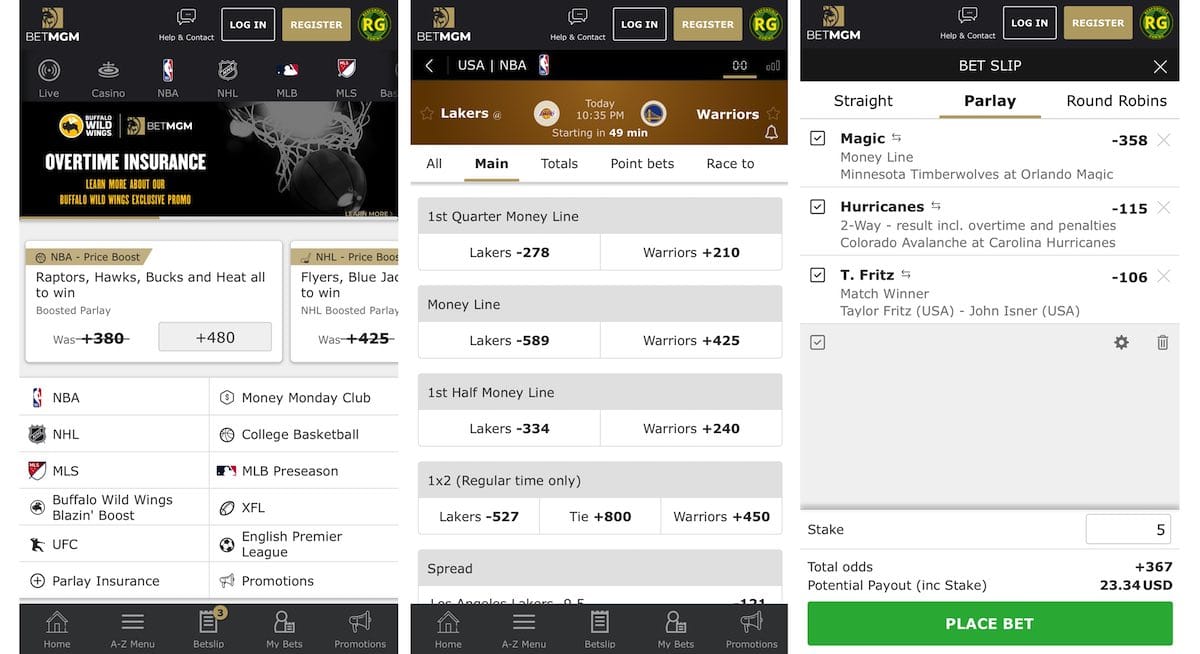 BETMGM
Help & Contact
LOG IN
REGISTER
RG
Live
Casino
NBA
NHL
MLB
MLS
Bas
BUFFALO WILD WINGS
BETMGM
OVERTIME INSURANCE
LEARN MORE ABOUT OUR
BUFFALO WILD WINGS EXCLUSIVE PROMO
LEARN MORE
NBA - Price Boost
Raptors, Hawks, Bucks and Heat all
to win
Boosted Parlay
Was +380
+480
NHL - Price Boos
Flyers, Blue Jac
to win
NHL Boosted Parlay
Was +425
NBA
Money Monday Club
NHL
College Basketball
MLS
MLB Preseason
Buffalo Wild Wings
Blazin' Boost
XFL
UFC
English Premier
League
Parlay Insurance
Promotions
Home
A-Z Menu
3
Betslip
My Bets
Promotions
BETMGM
Help & Contact
LOG IN
REGISTER
RG
USA | NBA
0-0
Lakers @
Today
10:35 PM
Starting in 49 min
Warriors
All
Main
Totals
Point bets
Race to
1st Quarter Money Line
Lakers -278
Warriors +210
Money Line
Lakers -589
Warriors +425
1st Half Money Line
Lakers -334
Warriors +240
1x2 (Regular time only)
Lakers -527
Tie +800
Warriors +450
Spread
Los Angeles Lakers -9.5
-121
Home
A-Z Menu
Betslip
My Bets
Promotions
BETMGM
Help & Contact
LOG IN
REGISTER
RG
BET SLIP
Straight
Parlay
Round Robins
Magic
-358
Money Line
Minnesota Timberwolves at Orlando Magic
Hurricanes
-115
2-Way - result incl. overtime and penalties
Colorado Avalanche at Carolina Hurricanes
T. Fritz
-106
Match Winner
Taylor Fritz (USA) - John Isner (USA)
Stake
5
Total odds
+367
Potential Payout (inc Stake)
23.34 USD
PLACE BET